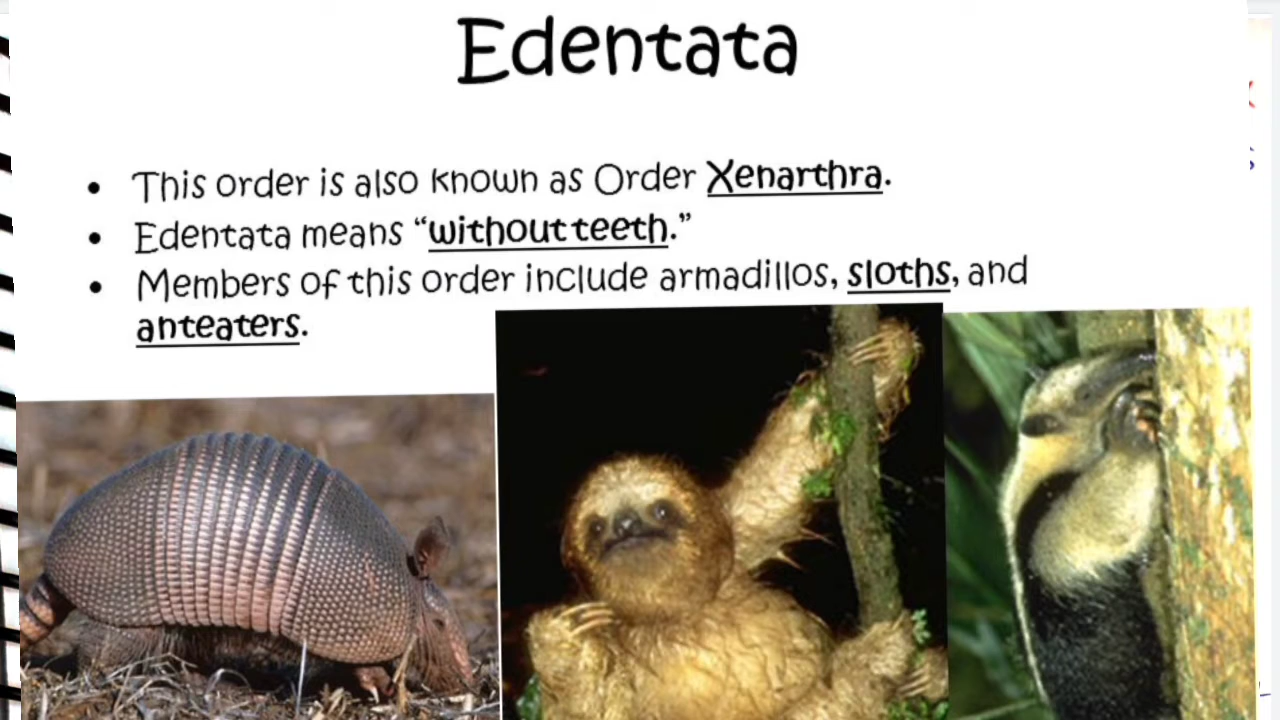 Edentata
• This order is also known as Order Xenarthra.
• Edentata means “without teeth.”
• Members of this order include armadillos, sloths, and
anteaters.